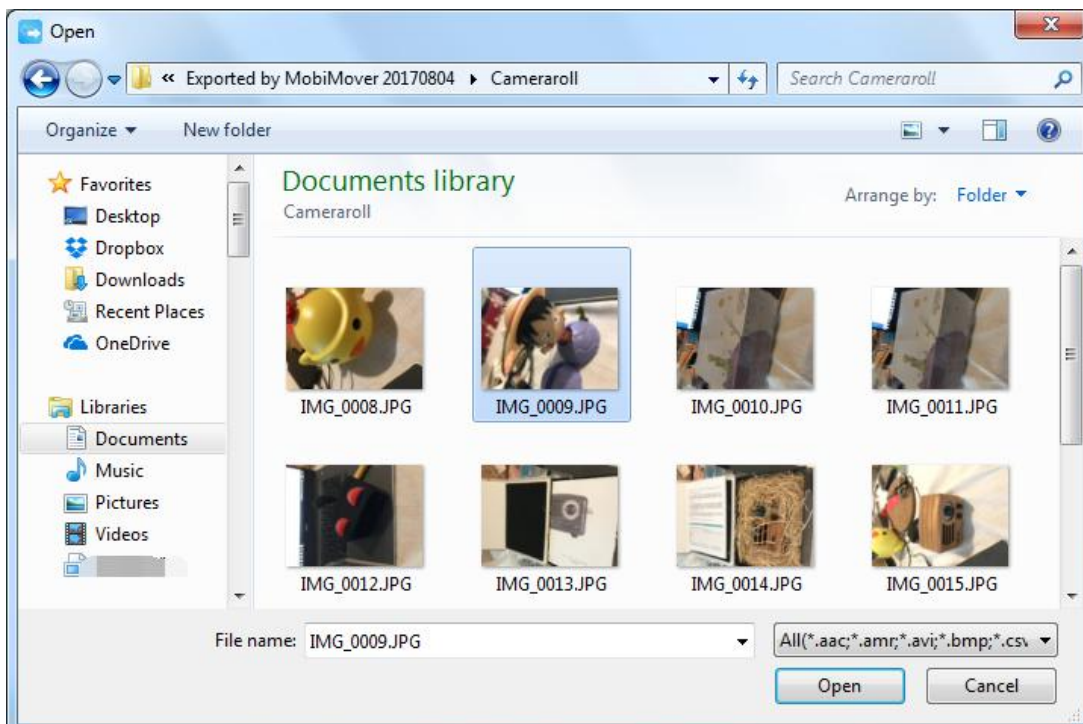 Open
« Exported by MobiMover 20170804 ▸ Cameraroll
Search Cameraroll
Organize
New folder
Favorites
Desktop
Dropbox
Downloads
Recent Places
OneDrive
Libraries
Documents
Music
Pictures
Videos
Documents library
Cameraroll
Arrange by: Folder
IMG_0008.JPG IMG_0009.JPG IMG_0010.JPG IMG_0011.JPG
IMG_0012.JPG IMG_0013.JPG IMG_0014.JPG IMG_0015.JPG
File name: IMG_0009.JPG
All(*.aac;*.amr;*.avi;*.bmp;*.csv
Open Cancel